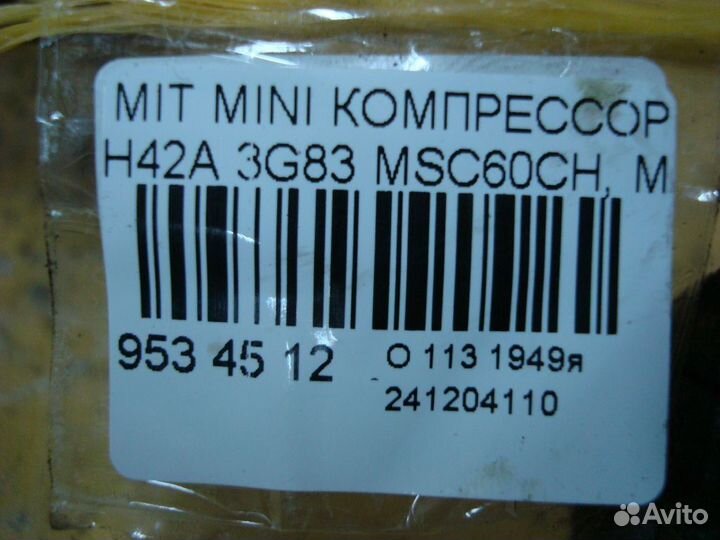 MIT MINI КОМПРЕССОР
H42A 3G83 MSC60CH, M
953 45 12
О 113 1949я
241204110
Avito